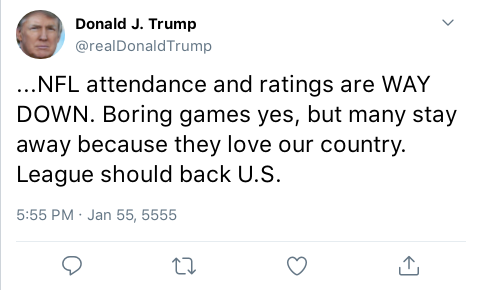 Donald J. Trump
@realDonaldTrump
...NFL attendance and ratings are WAY
DOWN. Boring games yes, but many stay
away because they love our country.
League should back U.S.
5:55 PM · Jan 55, 5555